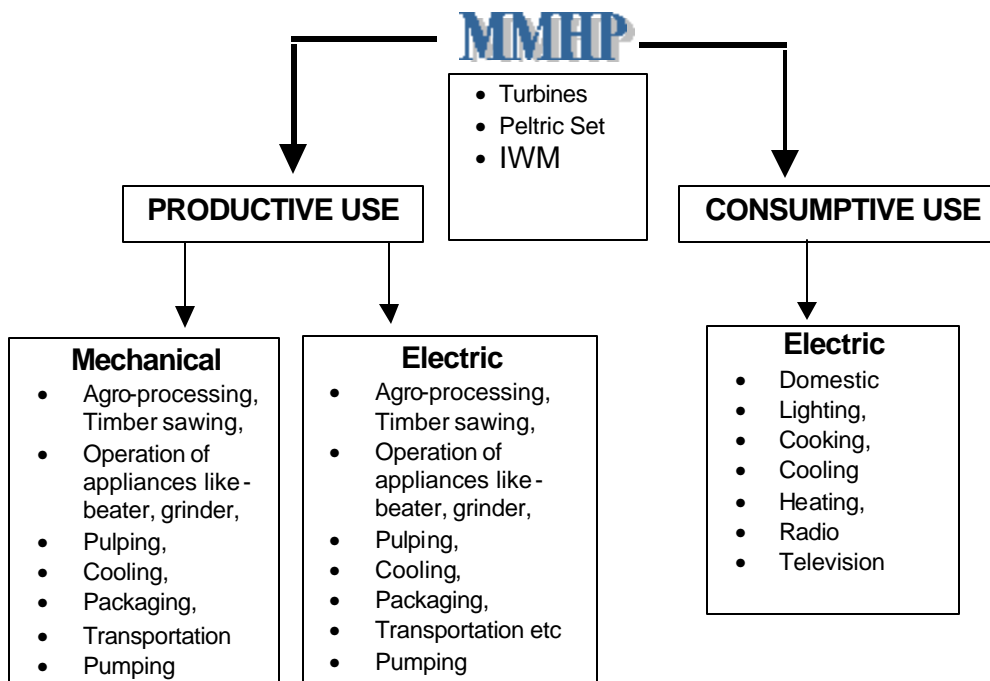 MMHP
• Turbines
• Peltric Set
• IWM
PRODUCTIVE USE
CONSUMPTIVE USE
Mechanical
• Agro-processing,
Timber sawing,
• Operation of
appliances like-
beater, grinder,
• Pulping,
• Cooling,
• Packaging,
• Transportation
• Pumping
Electric
• Agro-processing,
Timber sawing,
• Operation of
appliances like-
beater, grinder,
• Pulping,
• Cooling,
• Packaging,
• Transportation etc
• Pumping
Electric
• Domestic
• Lighting,
• Cooking,
• Cooling
• Heating,
• Radio
• Television